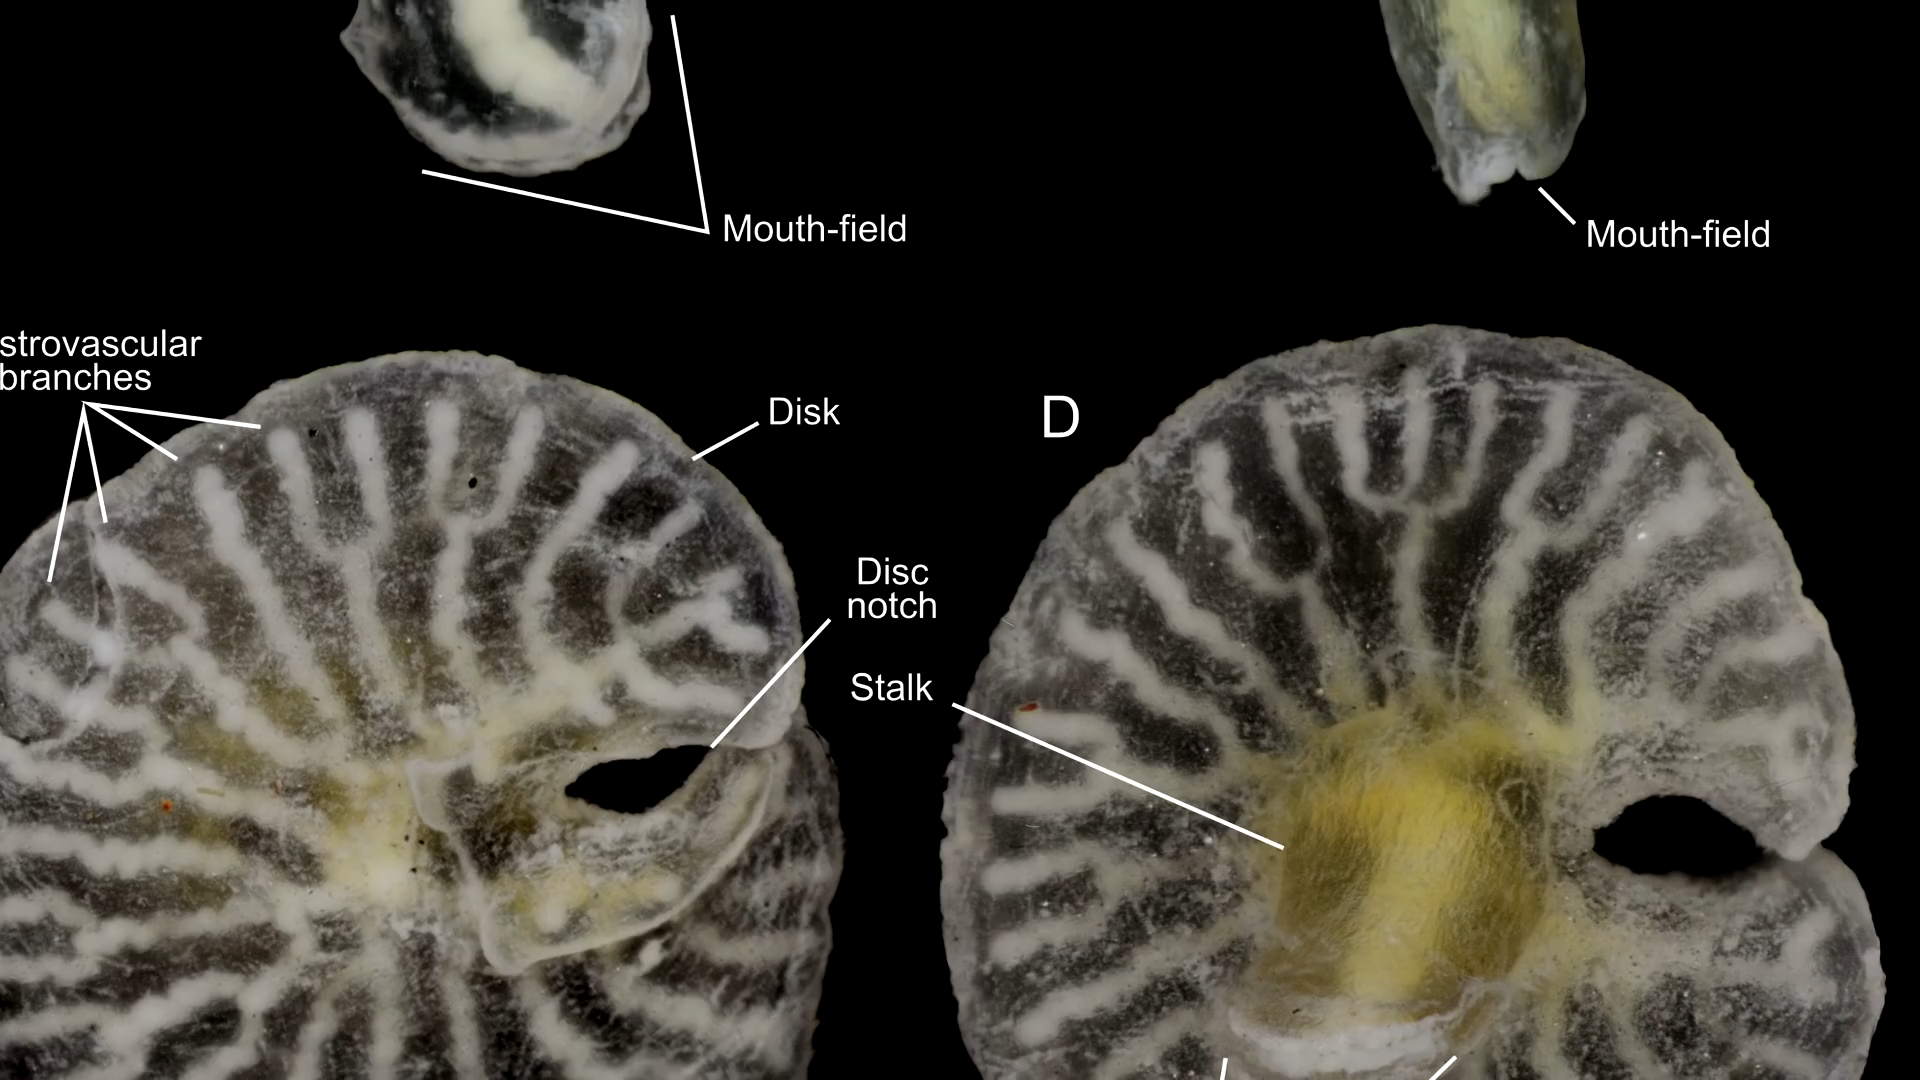 Mouth-field
Mouth-field
strovascular
branches
Disk
D
Disc
notch
Stalk